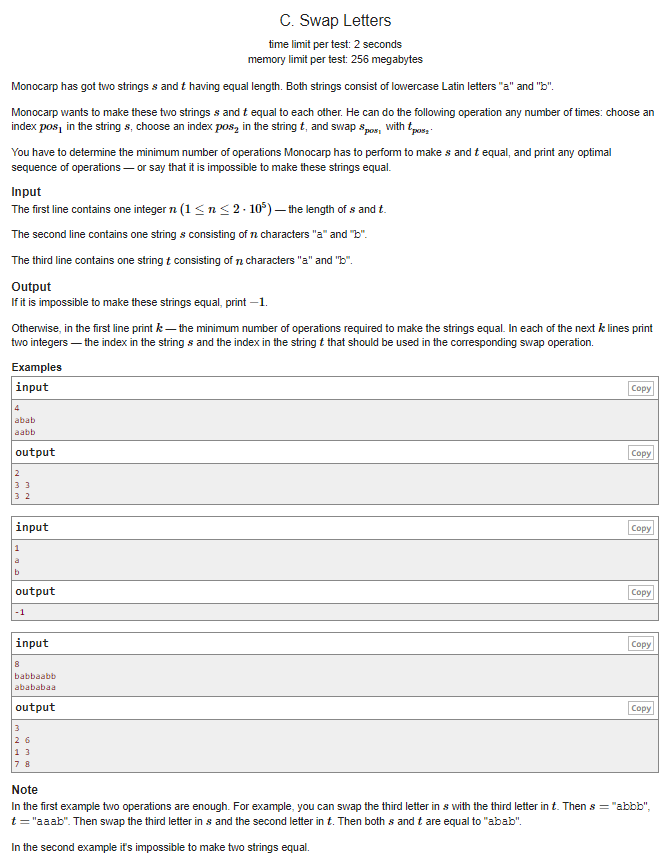 C. Swap Letters
time limit per test: 2 seconds
memory limit per test: 256 megabytes
Monocarp has got two strings s and t having equal length. Both strings consist of lowercase Latin letters "a" and "b".
Monocarp wants to make these two strings s and t equal to each other. He can do the following operation any number of times: choose an
index pos₁ in the string s, choose an index pos₂ in the string t, and swap s_pos₁ with t_pos₂.
You have to determine the minimum number of operations Monocarp has to perform to make s and t equal, and print any optimal
sequence of operations — or say that it is impossible to make these strings equal.
Input
The first line contains one integer n (1 ≤ n ≤ 2 · 10⁵) — the length of s and t.
The second line contains one string s consisting of n characters "a" and "b".
The third line contains one string t consisting of n characters "a" and "b".
Output
If it is impossible to make these strings equal, print −1.
Otherwise, in the first line print k — the minimum number of operations required to make the strings equal. In each of the next k lines print
two integers — the index in the string s and the index in the string t that should be used in the corresponding swap operation.
Examples
input Copy
4
abab
aabb
output Copy
2
3 3
3 2
input Copy
1
a
b
output Copy
-1
input Copy
8
babbaabb
abababaa
output Copy
3
2 6
1 3
7 8
Note
In the first example two operations are enough. For example, you can swap the third letter in s with the third letter in t. Then s = "abbb",
t = "aaab". Then swap the third letter in s and the second letter in t. Then both s and t are equal to "abab".
In the second example it's impossible to make two strings equal.